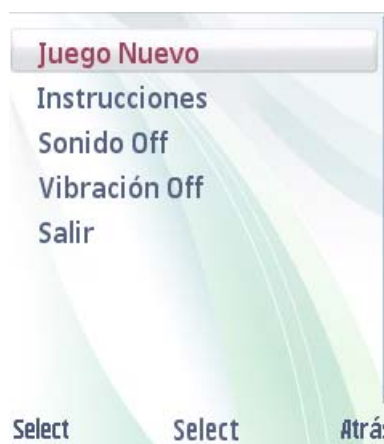 Juego Nuevo
Instrucciones
Sonido Off
Vibración Off
Salir
Select Select Atrás